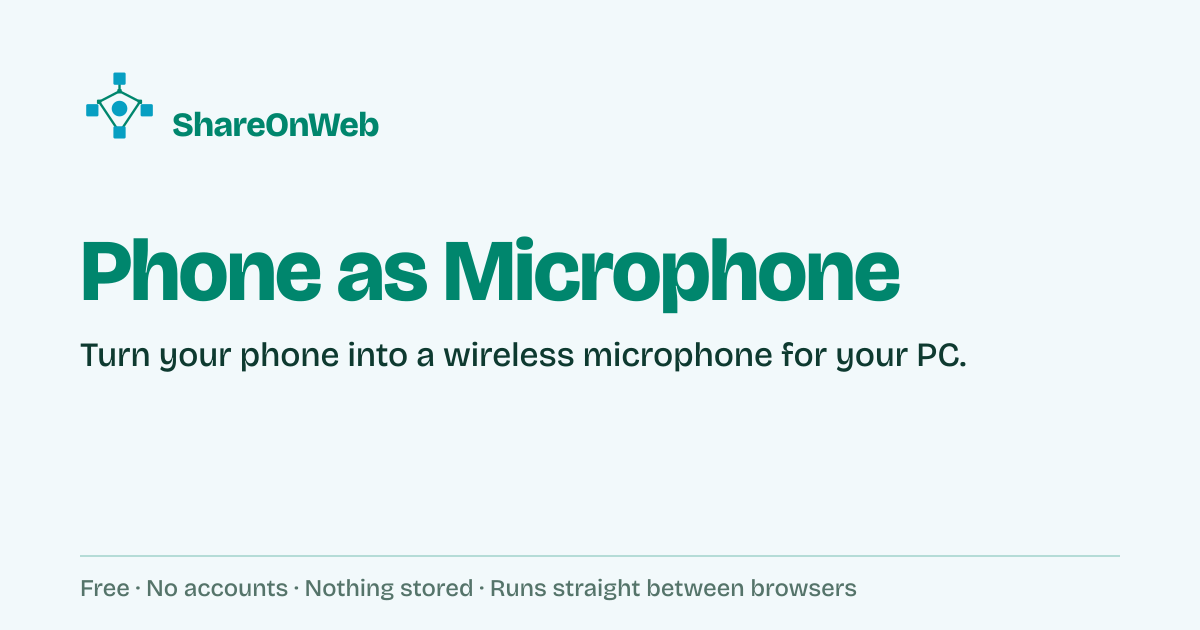 ShareOnWeb
Phone as Microphone
Turn your phone into a wireless microphone for your PC.
Free · No accounts · Nothing stored · Runs straight between browsers